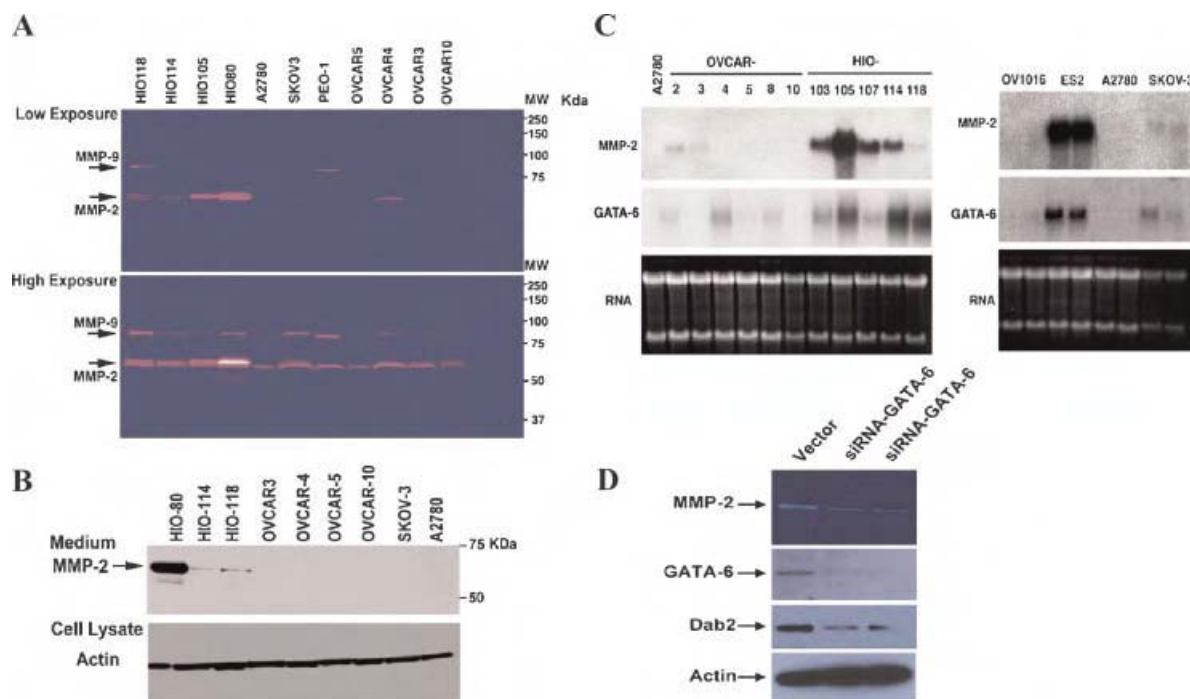 A
HIO118
HIO114
HIO105
HIO80
A2780
SKOV3
PEO-1
OVCAR5
OVCAR4
OVCAR3
OVCAR10
MW Kda
Low Exposure
MMP-9
MMP-2
250
150
100
75
High Exposure
MW
MMP-9
MMP-2
250
150
100
75
50
37
B
HIO-80
HIO-114
HIO-118
OVCAR3
OVCAR-4
OVCAR-5
OVCAR-10
SKOV-3
A2780
Medium
MMP-2
75 KDa
50
Cell Lysate
Actin
C
A2780
OVCAR- HIO-
2 3 4 5 8 10 103 105 107 114 118
MMP-2
GATA-6
RNA
OV1016 ES2 A2780 SKOV-3
MMP-2
GATA-6
RNA
D
Vector
siRNA-GATA-6
siRNA-GATA-6
MMP-2
GATA-6
Dab2
Actin